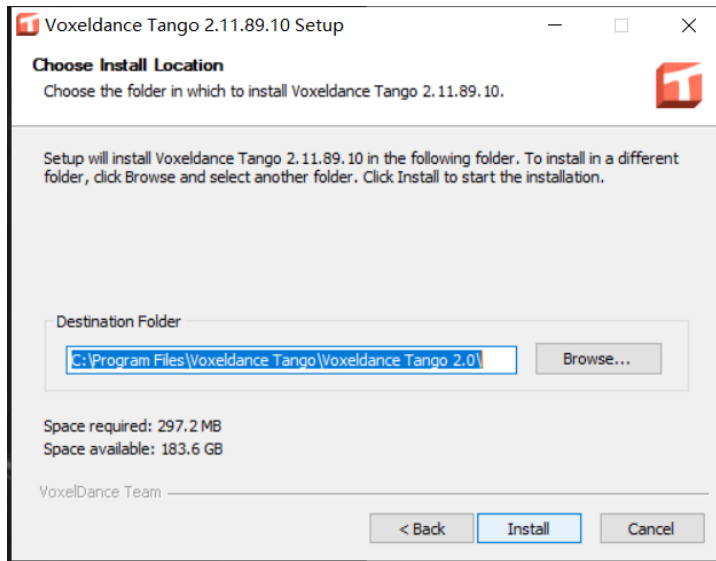 Voxeldance Tango 2.11.89.10 Setup
Choose Install Location
Choose the folder in which to install Voxeldance Tango 2.11.89.10.
Setup will install Voxeldance Tango 2.11.89.10 in the following folder. To install in a different
folder, click Browse and select another folder. Click Install to start the installation.
Destination Folder
C:\Program Files\Voxeldance Tango\Voxeldance Tango 2.0\
Browse...
Space required: 297.2 MB
Space available: 183.6 GB
VoxelDance Team
< Back
Install
Cancel